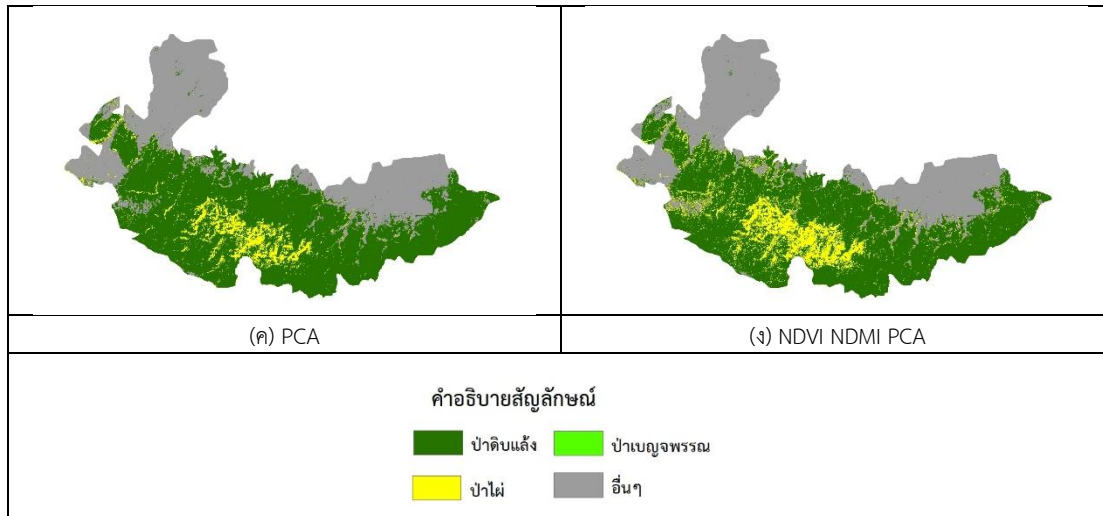 (ค) PCA
(ง) NDVI NDMI PCA
คำอธิบายสัญลักษณ์
ป่าดิบแล้ง
ป่าเบญจพรรณ
ป่าไผ่
อื่นๆ